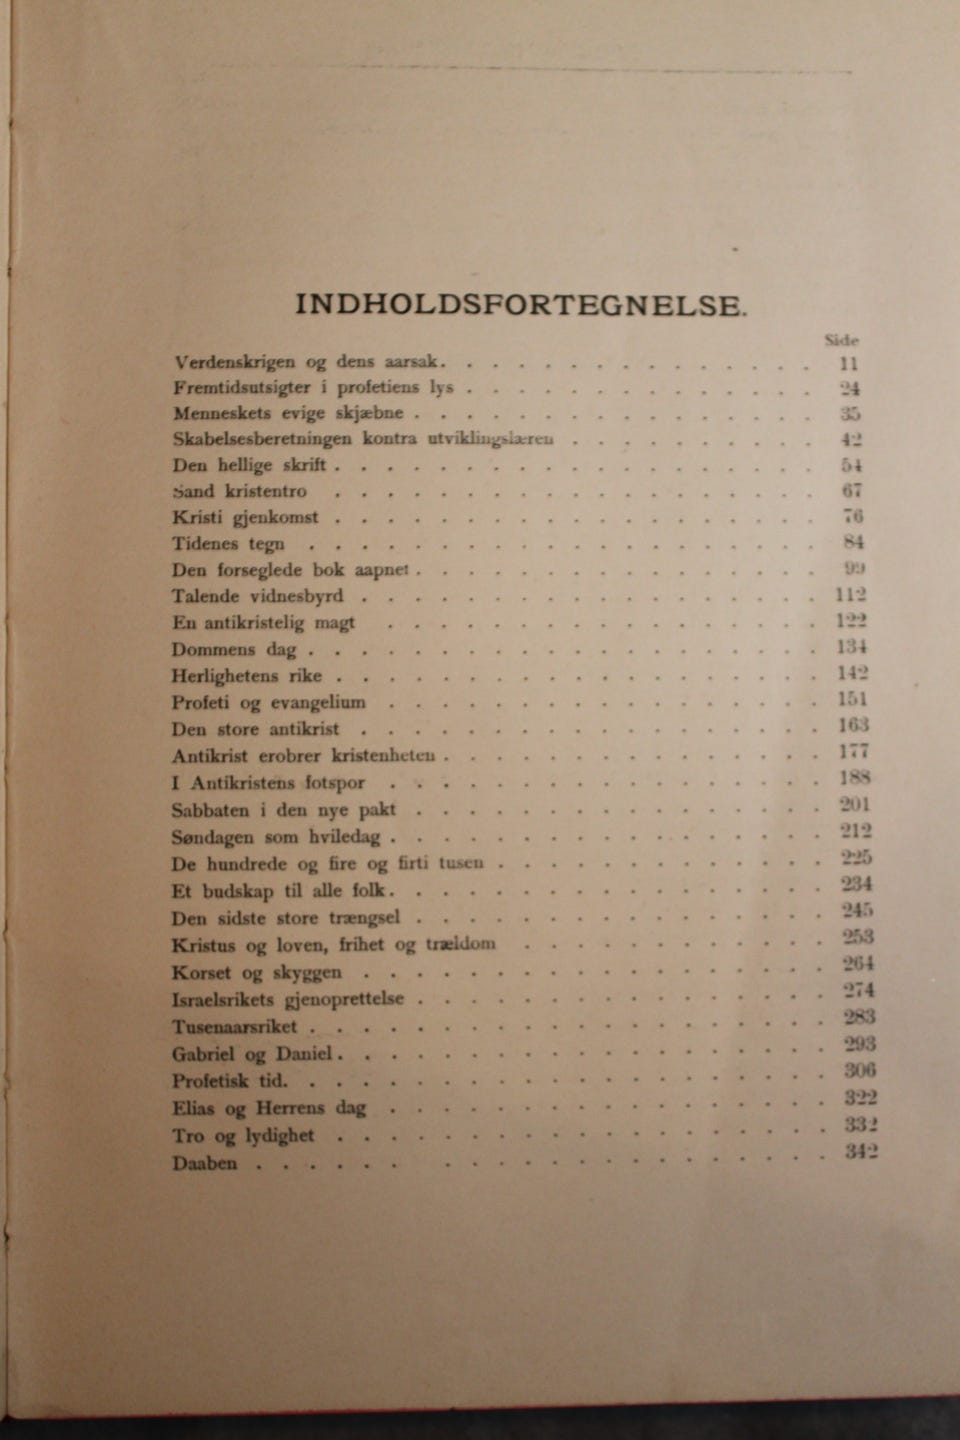 INDHOLDSFORTEGNELSE.
Side
Verdenskrigen og dens aarsak. . . . . . . . . . . . . . . 11
Fremtidsutsigter i profetiens lys . . . . . . . . . . . . . . 24
Menneskets evige skjæbne . . . . . . . . . . . . . . . . 35
Skabelsesberetningen kontra utviklingslæren . . . . . . . . . . 42
Den hellige skrift . . . . . . . . . . . . . . . . . . . 54
Sand kristentro . . . . . . . . . . . . . . . . . . . 67
Kristi gjenkomst . . . . . . . . . . . . . . . . . . . 76
Tidenes tegn . . . . . . . . . . . . . . . . . . . . 84
Den forseglede bok aapnet . . . . . . . . . . . . . . . . 99
Talende vidnesbyrd . . . . . . . . . . . . . . . . . . 112
En antikristelig magt . . . . . . . . . . . . . . . . . 122
Dommens dag . . . . . . . . . . . . . . . . . . . . 134
Herlighetens rike . . . . . . . . . . . . . . . . . . . 142
Profeti og evangelium . . . . . . . . . . . . . . . . . 151
Den store antikrist . . . . . . . . . . . . . . . . . . 163
Antikrist erobrer kristenheten . . . . . . . . . . . . . . . 177
I Antikristens fotspor . . . . . . . . . . . . . . . . . 188
Sabbaten i den nye pakt . . . . . . . . . . . . . . . . 201
Søndagen som hviledag . . . . . . . . . . . . . . . . . 212
De hundrede og fire og firti tusen . . . . . . . . . . . . . 225
Et budskap til alle folk. . . . . . . . . . . . . . . . . 234
Den sidste store trængsel . . . . . . . . . . . . . . . . 245
Kristus og loven, frihet og trældom . . . . . . . . . . . . 253
Korset og skyggen . . . . . . . . . . . . . . . . . . 264
Israelsrikets gjenoprettelse . . . . . . . . . . . . . . . . 274
Tusenaarsriket . . . . . . . . . . . . . . . . . . . . 283
Gabriel og Daniel. . . . . . . . . . . . . . . . . . . 293
Profetisk tid. . . . . . . . . . . . . . . . . . . . . 306
Elias og Herrens dag . . . . . . . . . . . . . . . . . 322
Tro og lydighet . . . . . . . . . . . . . . . . . . . 332
Daaben . . . . . . . . . . . . . . . . . . . . . 342